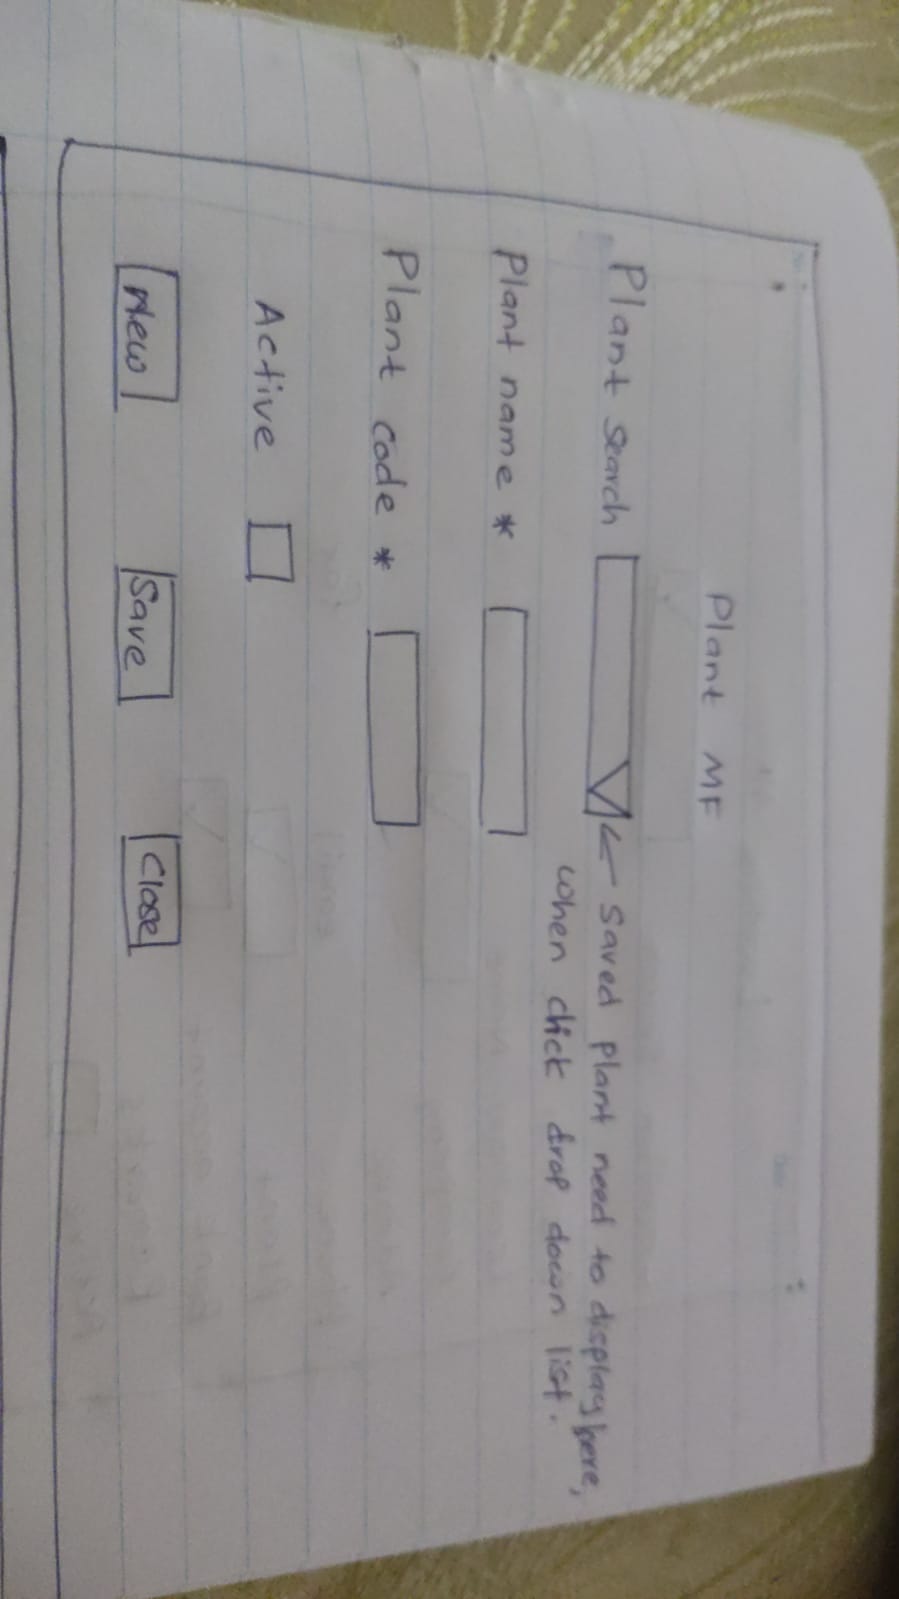 Plant MF
Plant search ← Saved plant need to display here,
when click drop down list.
Plant name *
Plant code *
Active
New Save Close